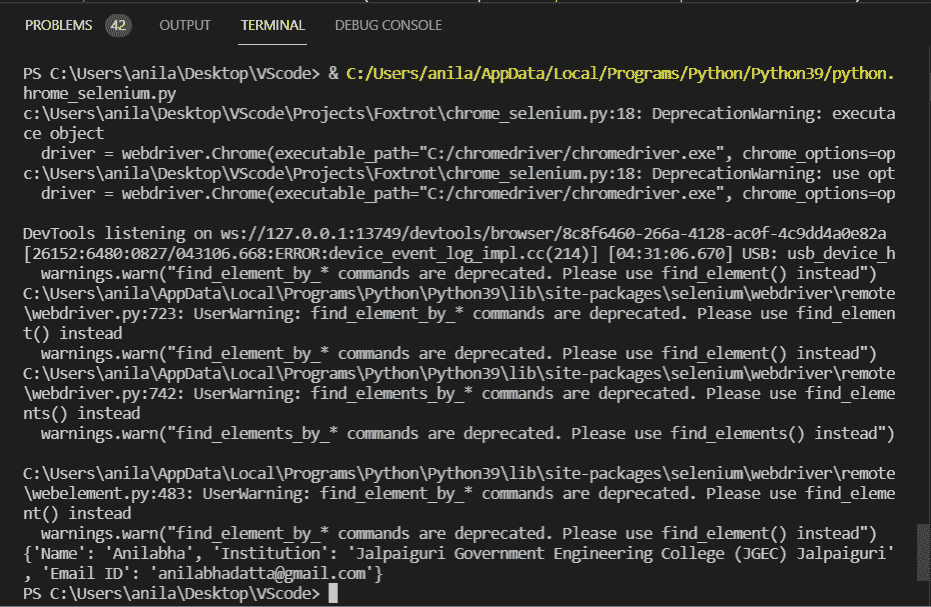 PROBLEMS 42 OUTPUT TERMINAL DEBUG CONSOLE
PS C:\Users\anila\Desktop\VScode> & C:/Users/anila/AppData/Local/Programs/Python/Python39/python.
hrome_selenium.py
c:\Users\anila\Desktop\VScode\Projects\Foxtrot\chrome_selenium.py:18: DeprecationWarning: executa
ce object
driver = webdriver.Chrome(executable_path="C:/chromedriver/chromedriver.exe", chrome_options=op
c:\Users\anila\Desktop\VScode\Projects\Foxtrot\chrome_selenium.py:18: DeprecationWarning: use opt
driver = webdriver.Chrome(executable_path="C:/chromedriver/chromedriver.exe", chrome_options=op
DevTools listening on ws://127.0.0.1:13749/devtools/browser/8c8f6460-266a-4128-ac0f-4c9dd4a0e82a
[26152:6480:0827/043106.668:ERROR:device_event_log_impl.cc(214)] [04:31:06.670] USB: usb_device_h
warnings.warn("find_element_by_* commands are deprecated. Please use find_element() instead")
C:\Users\anila\AppData\Local\Programs\Python\Python39\lib\site-packages\selenium\webdriver\remote
\webdriver.py:723: UserWarning: find_element_by_* commands are deprecated. Please use find_elemen
t() instead
warnings.warn("find_element_by_* commands are deprecated. Please use find_element() instead")
C:\Users\anila\AppData\Local\Programs\Python\Python39\lib\site-packages\selenium\webdriver\remote
\webdriver.py:742: UserWarning: find_elements_by_* commands are deprecated. Please use find_eleme
nts() instead
warnings.warn("find_elements_by_* commands are deprecated. Please use find_elements() instead")
C:\Users\anila\AppData\Local\Programs\Python\Python39\lib\site-packages\selenium\webdriver\remote
\webelement.py:483: UserWarning: find_element_by_* commands are deprecated. Please use find_eleme
nt() instead
warnings.warn("find_element_by_* commands are deprecated. Please use find_element() instead")
{'Name': 'Anilabha', 'Institution': 'Jalpaiguri Government Engineering College (JGEC) Jalpaiguri'
, 'Email ID': 'anilabhadatta@gmail.com'}
PS C:\Users\anila\Desktop\VScode>